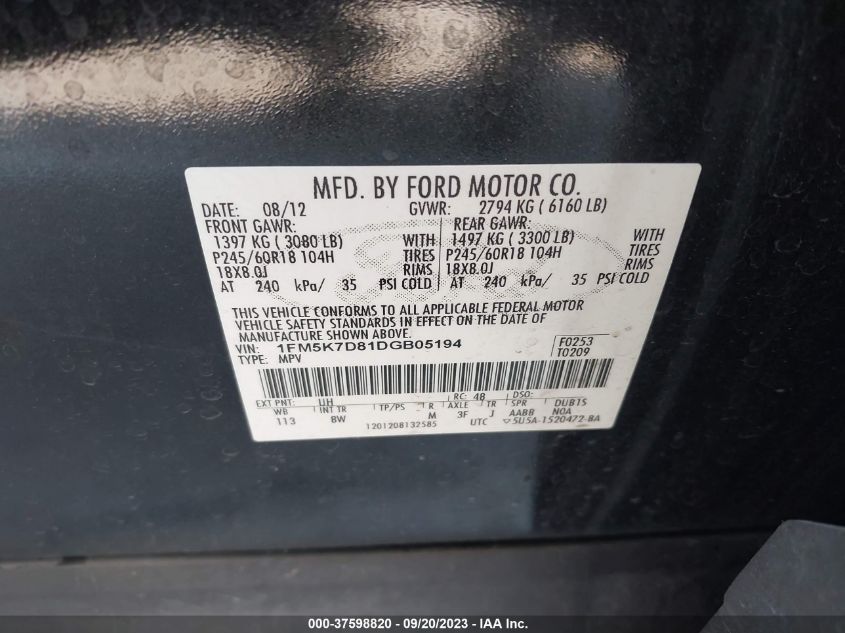 MFD. BY FORD MOTOR CO.
DATE: 08/12 GVWR: 2794 KG ( 6160 LB)
FRONT GAWR: REAR GAWR:
1397 KG ( 3080 LB) WITH 1497 KG ( 3300 LB) WITH
P245/60R18 104H TIRES P245/60R18 104H TIRES
18X8.0J RIMS 18X8.0J RIMS
AT 240 kPa/ 35 PSI COLD AT 240 kPa/ 35 PSI COLD
THIS VEHICLE CONFORMS TO ALL APPLICABLE FEDERAL MOTOR
VEHICLE SAFETY STANDARDS IN EFFECT ON THE DATE OF
MANUFACTURE SHOWN ABOVE.
VIN: 1FM5K7D81DGB05194 F0253
TYPE: MPV T0209
EXT PNT: UH RC: 48 DSO:
WB INT TR TP/PS R AXLE TR SPR DUB1S
113 BW M 3F J AABB N0A
1201208132585 UTC 5U5A-1520472-BA
000-37598820 - 09/20/2023 - IAA Inc.